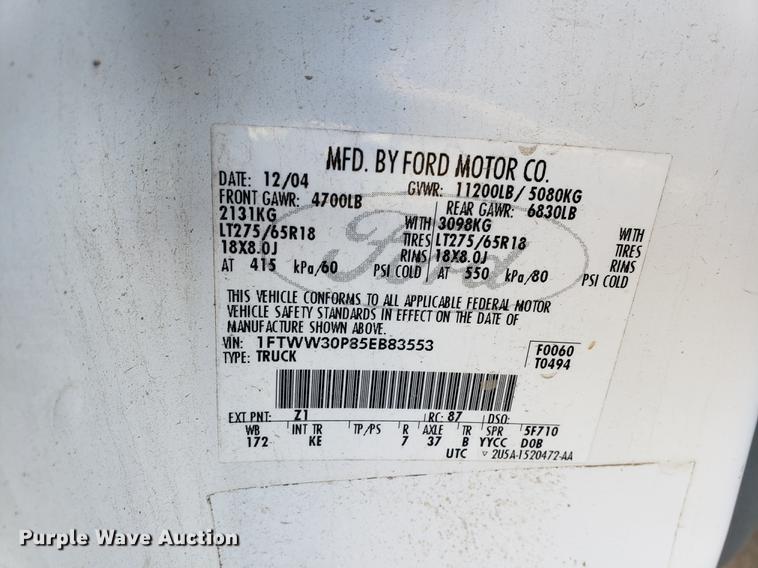 MFD. BY FORD MOTOR CO.
DATE: 12/04 GVWR: 11200LB/ 5080KG
FRONT GAWR: 4700LB REAR GAWR: 6830LB
2131KG WITH 3098KG WITH
LT275/65R18 TIRES LT275/65R18 TIRES
18X8.0J RIMS 18X8.0J RIMS
AT 415 kPa/60 PSI COLD AT 550 kPa/80 PSI COLD
Ford
THIS VEHICLE CONFORMS TO ALL APPLICABLE FEDERAL MOTOR
VEHICLE SAFETY STANDARDS IN EFFECT ON THE DATE OF
MANUFACTURE SHOWN ABOVE.
VIN: 1FTWW30P85EB83553 F0060
TYPE: TRUCK T0494
EXT PNT: Z1 RC: 87 DSO:
WB INT TR TP/PS R AXLE TR SPR 5F710
172 KE 7 37 B YYCC DOB
UTC ▽ 2U5A-1520472-AA
Purple Wave Auction